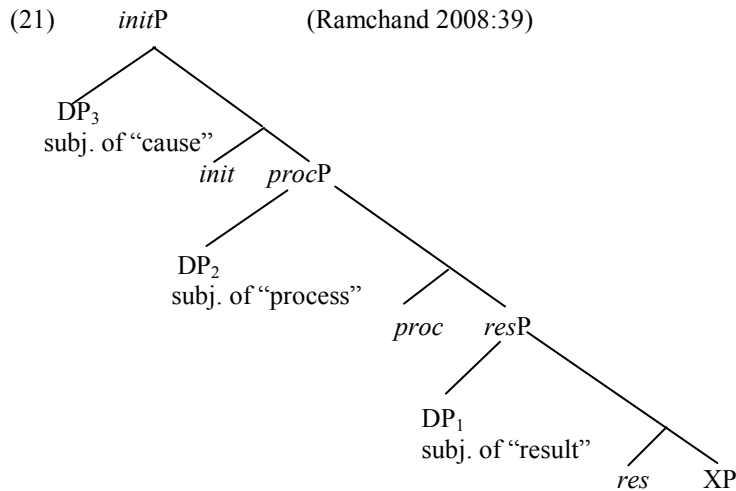 (21) initP (Ramchand 2008:39)
DP₃
subj. of “cause”
init procP
DP₂
subj. of “process”
proc resP
DP₁
subj. of “result”
res XP